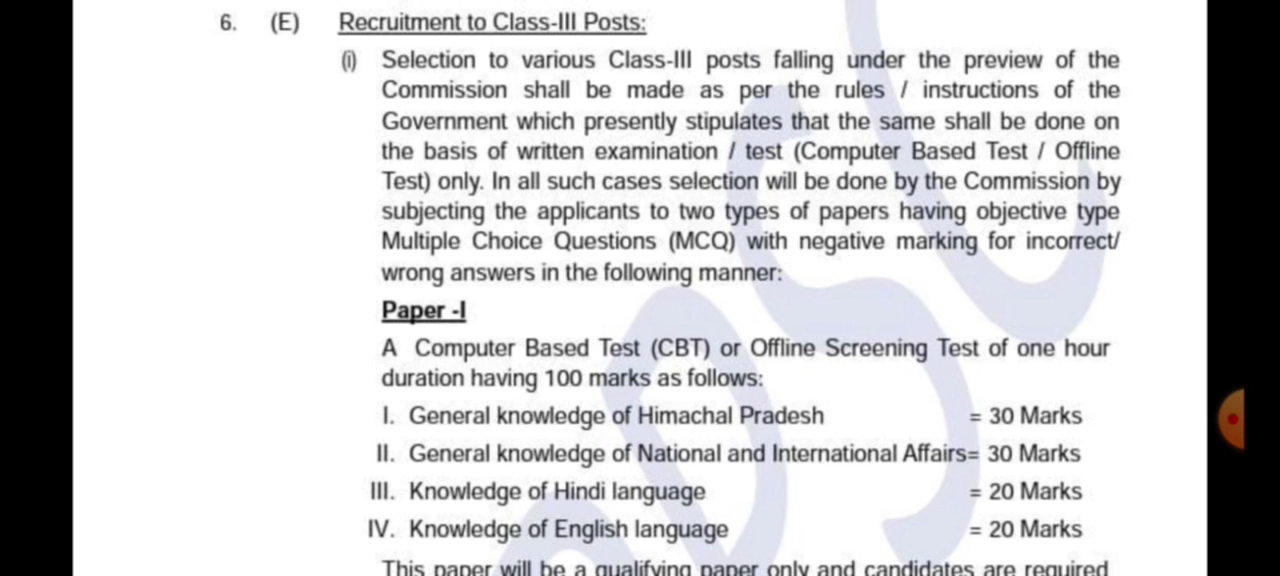 6. (E) Recruitment to Class-III Posts:
(i) Selection to various Class-III posts falling under the preview of the
Commission shall be made as per the rules / instructions of the
Government which presently stipulates that the same shall be done on
the basis of written examination / test (Computer Based Test / Offline
Test) only. In all such cases selection will be done by the Commission by
subjecting the applicants to two types of papers having objective type
Multiple Choice Questions (MCQ) with negative marking for incorrect/
wrong answers in the following manner:
Paper -I
A Computer Based Test (CBT) or Offline Screening Test of one hour
duration having 100 marks as follows:
I. General knowledge of Himachal Pradesh = 30 Marks
II. General knowledge of National and International Affairs= 30 Marks
III. Knowledge of Hindi language = 20 Marks
IV. Knowledge of English language = 20 Marks
This paper will be a qualifying paper only and candidates are required